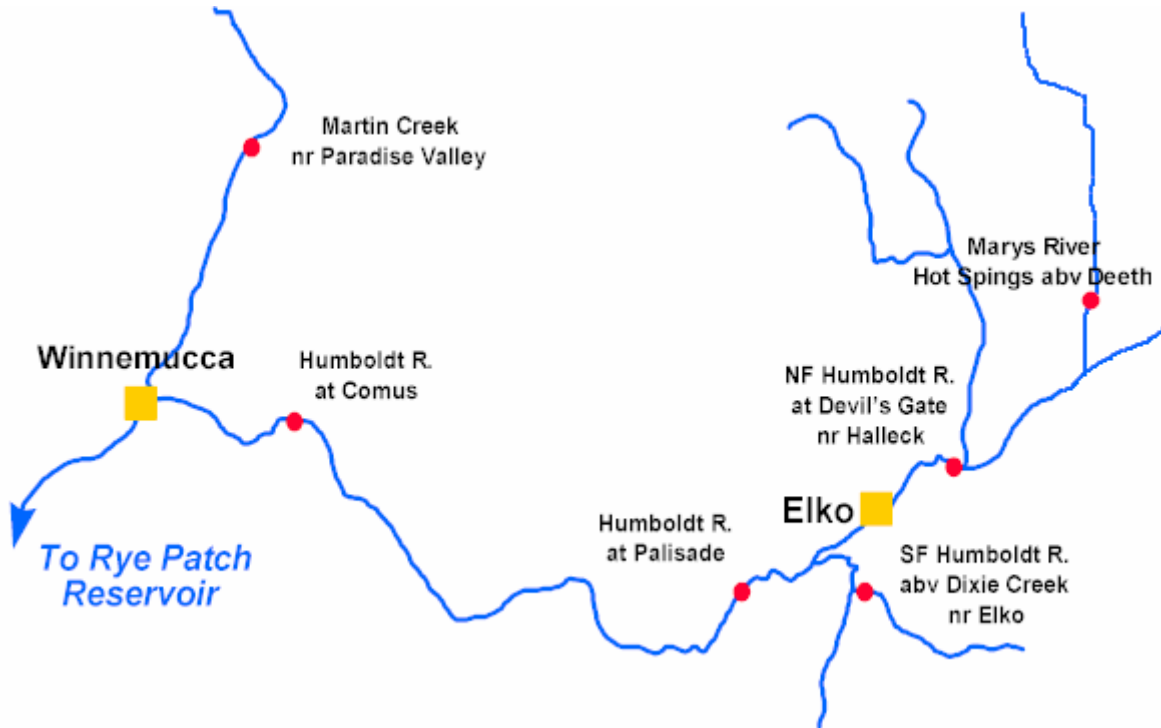 Martin Creek
nr Paradise Valley
Marys River
Hot Spings abv Deeth
Winnemucca
Humboldt R.
at Comus
NF Humboldt R.
at Devil's Gate
nr Halleck
Elko
Humboldt R.
at Palisade
SF Humboldt R.
abv Dixie Creek
nr Elko
To Rye Patch
Reservoir